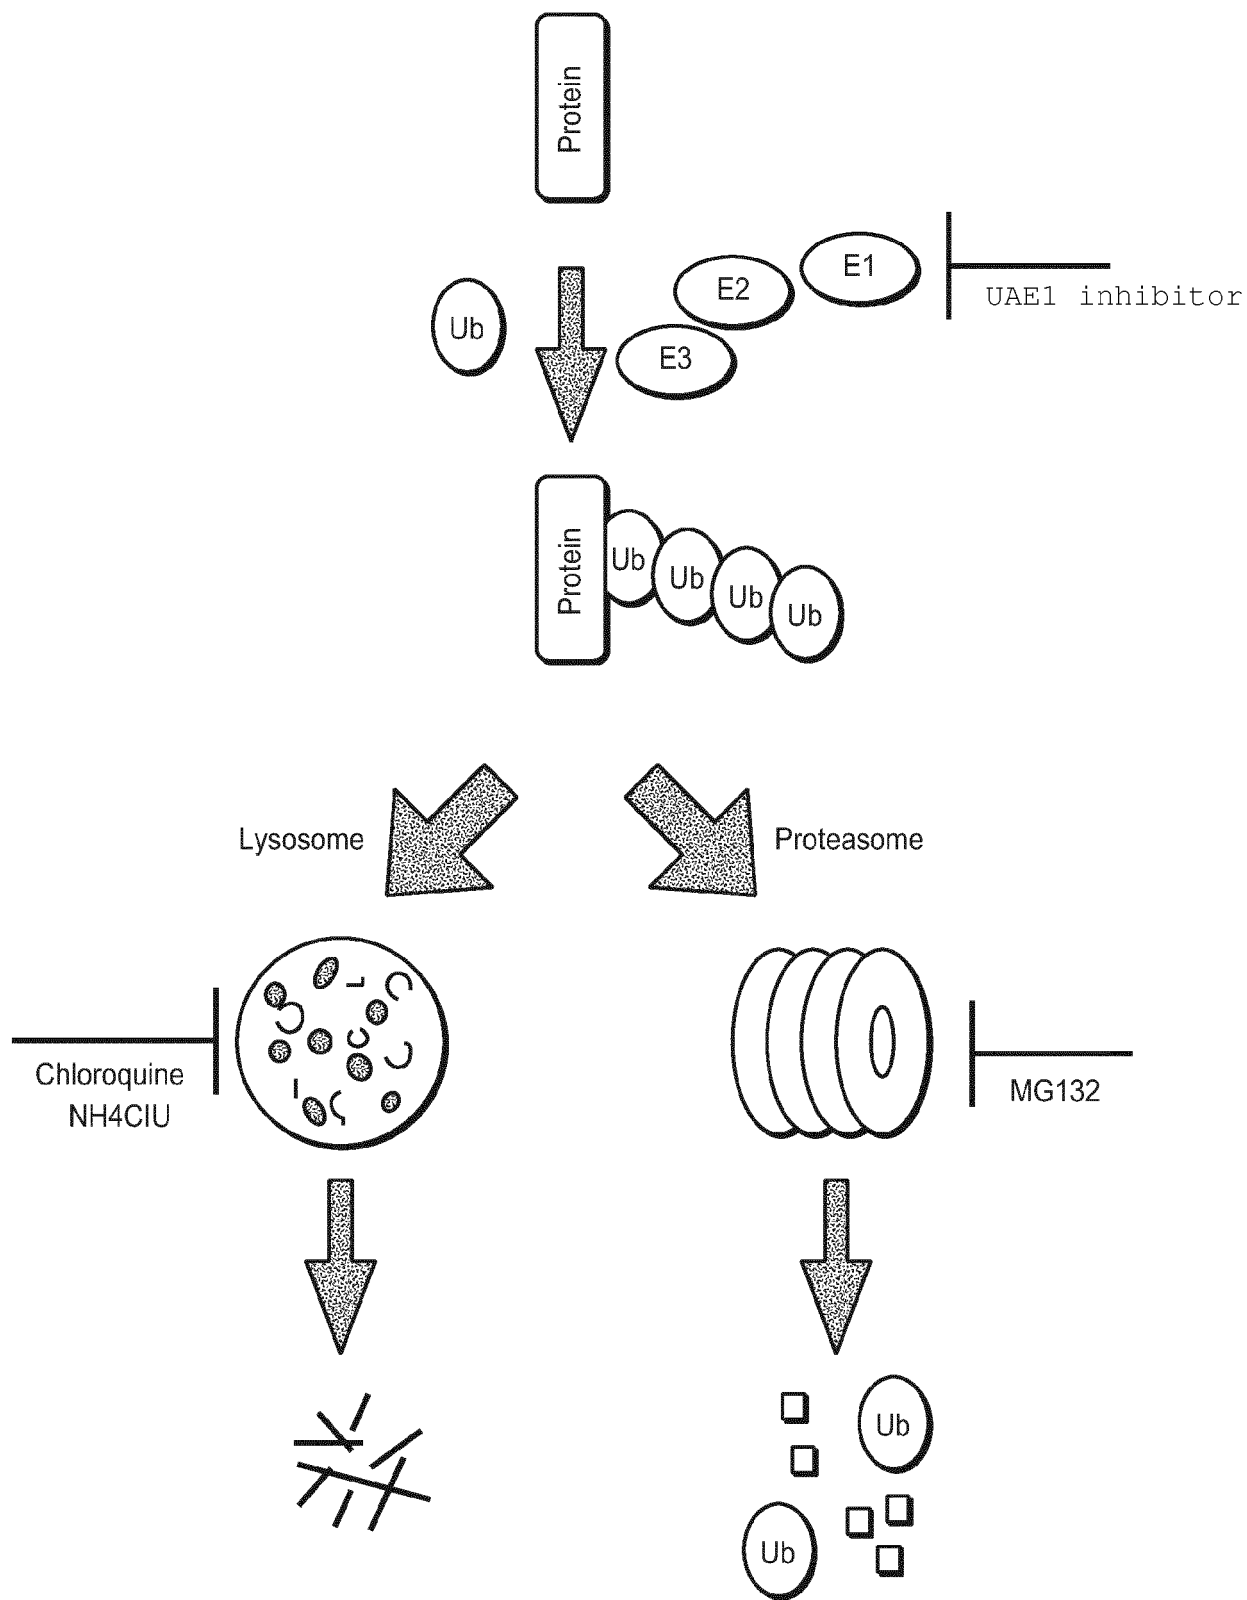 Protein
E1
E2
UAE1 inhibitor
Ub
E3
Protein
Ub
Ub
Ub
Ub
Lysosome
Proteasome
Chloroquine
NH4CIU
MG132
Ub
Ub